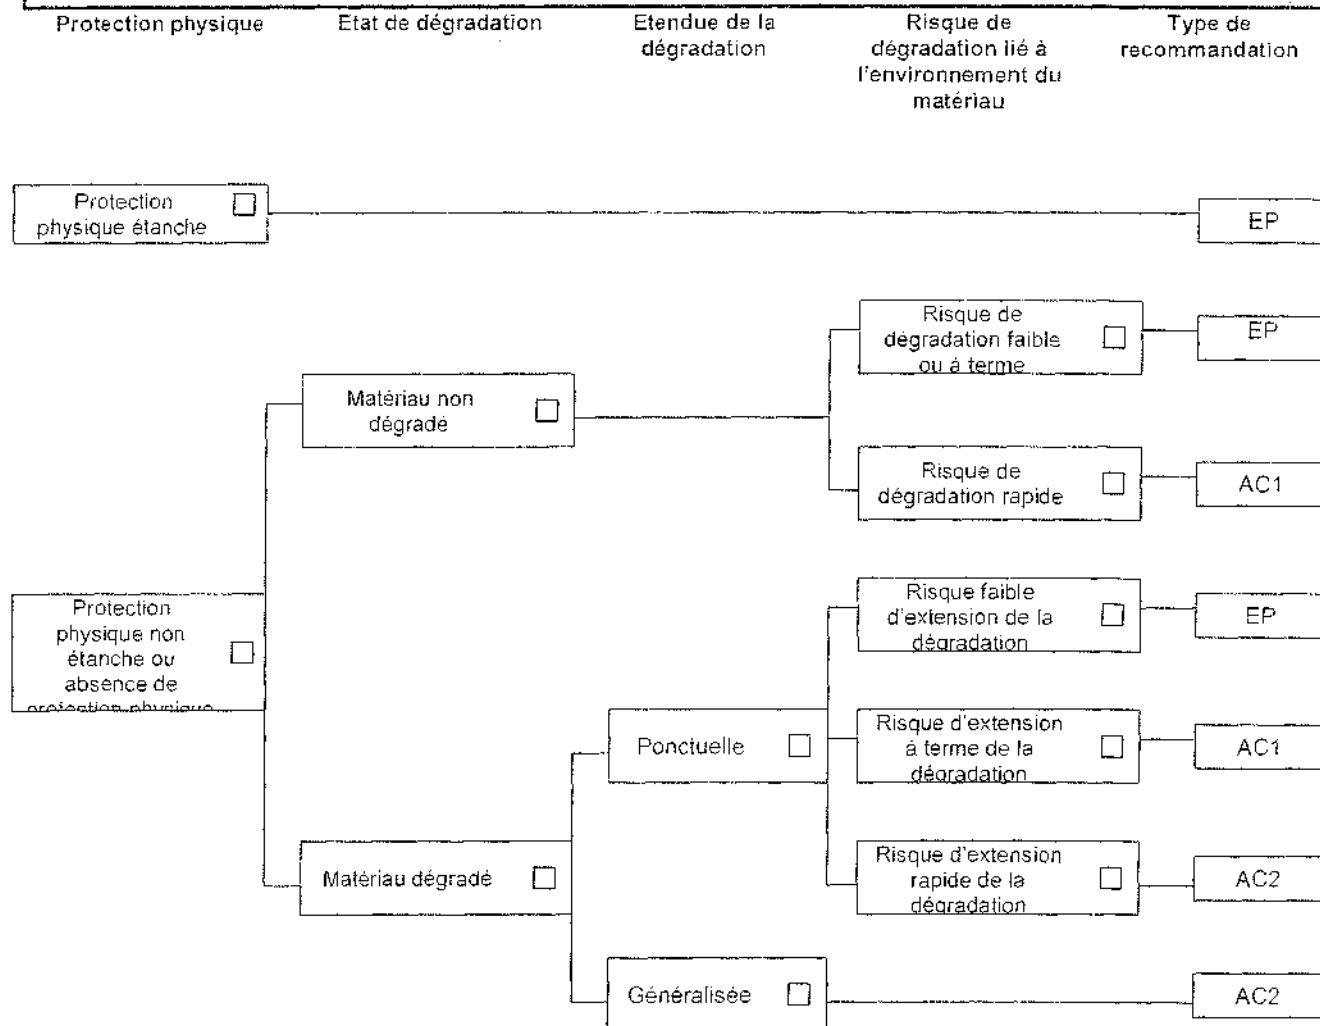 Protection physique
Etat de dégradation
Etendue de la
dégradation
Risque de
dégradation lié à
l'environnement du
matériau
Type de
recommandation
Protection
physique étanche
EP
Risque de
dégradation faible
ou à terme
EP
Matériau non
dégradé
Risque de
dégradation rapide
AC1
Protection
physique non
étanche ou
absence de
protection physique
Risque faible
d'extension de la
dégradation
EP
Ponctuelle
Risque d'extension
à terme de la
dégradation
AC1
Matériau dégradé
Risque d'extension
rapide de la
dégradation
AC2
Généralisée
AC2